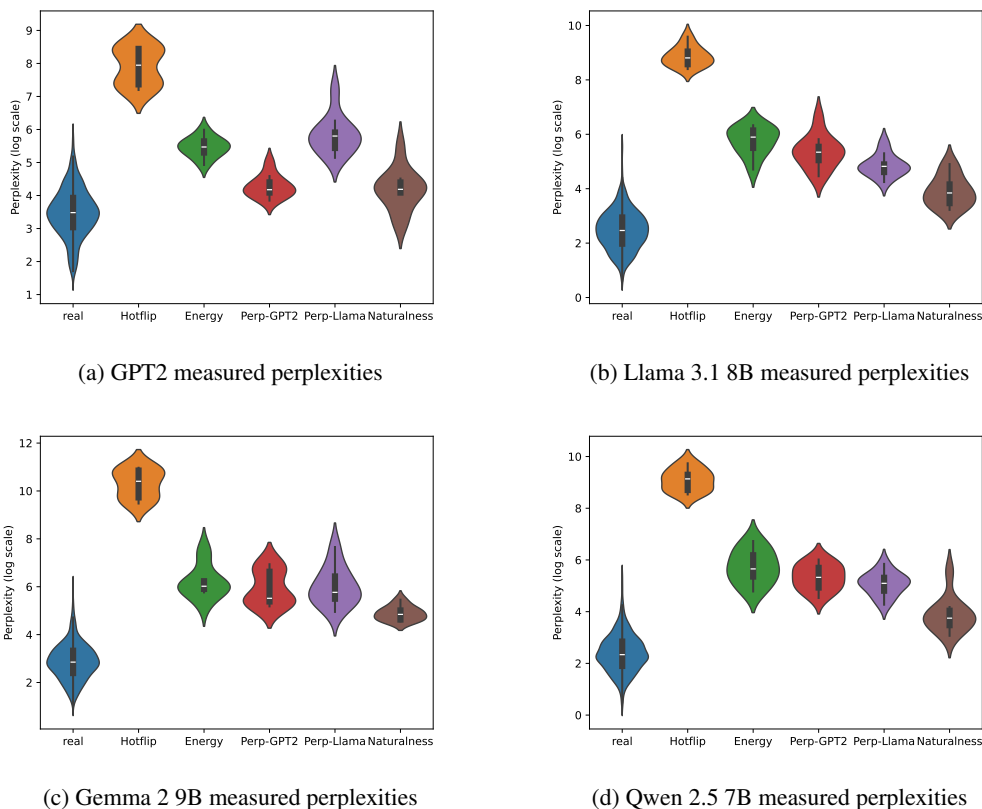 9
8
7
6
5
4
3
2
1
Perplexity (log scale)
real Hotflip Energy Perp-GPT2 Perp-Llama Naturalness
(a) GPT2 measured perplexities
10
8
6
4
2
0
Perplexity (log scale)
real Hotflip Energy Perp-GPT2 Perp-Llama Naturalness
(b) Llama 3.1 8B measured perplexities
12
10
8
6
4
2
Perplexity (log scale)
real Hotflip Energy Perp-GPT2 Perp-Llama Naturalness
(c) Gemma 2 9B measured perplexities
10
8
6
4
2
0
Perplexity (log scale)
real Hotflip Energy Perp-GPT2 Perp-Llama Naturalness
(d) Qwen 2.5 7B measured perplexities